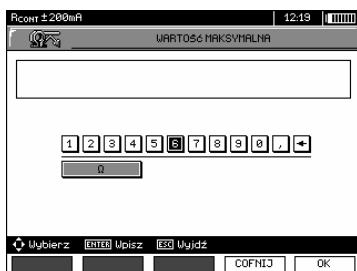 RCONT ±200mA 12:19
WARTOŚĆ MAKSYMALNA
1 2 3 4 5 6 7 8 9 0 , ←
Ω
Wybierz ENTER Wpisz ESC Wyjdź
COFNIJ OK